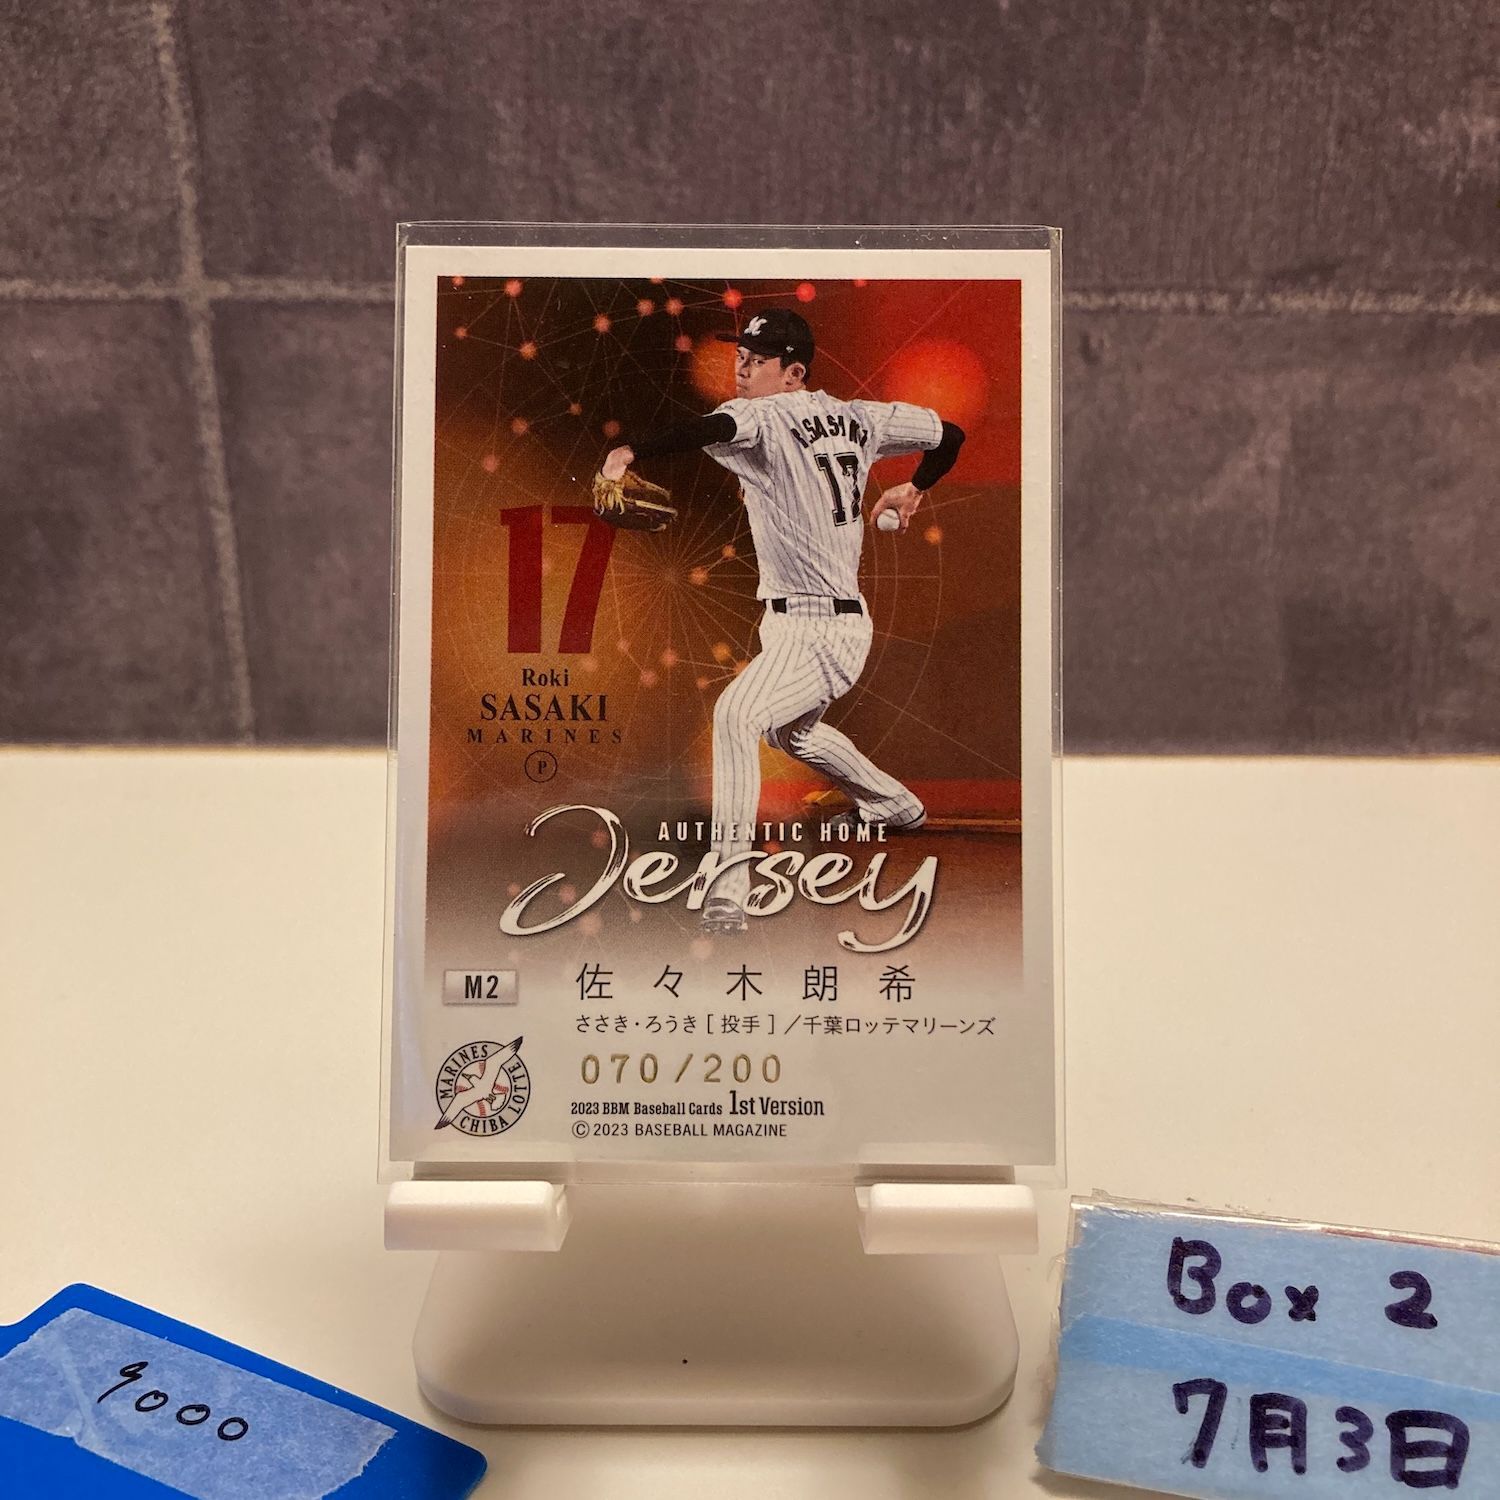 R.SASAKI
17
17
Roki
SASAKI
MARINES
P
AUTHENTIC HOME
Jersey
M2
佐々木朗希
ささき・ろうき [ 投手 ] ／千葉ロッテマリーンズ
MARINES
CHIBA LOTTE
070/200
2023 BBM Baseball Cards 1st Version
© 2023 BASEBALL MAGAZINE
9000
Box 2
7月3日